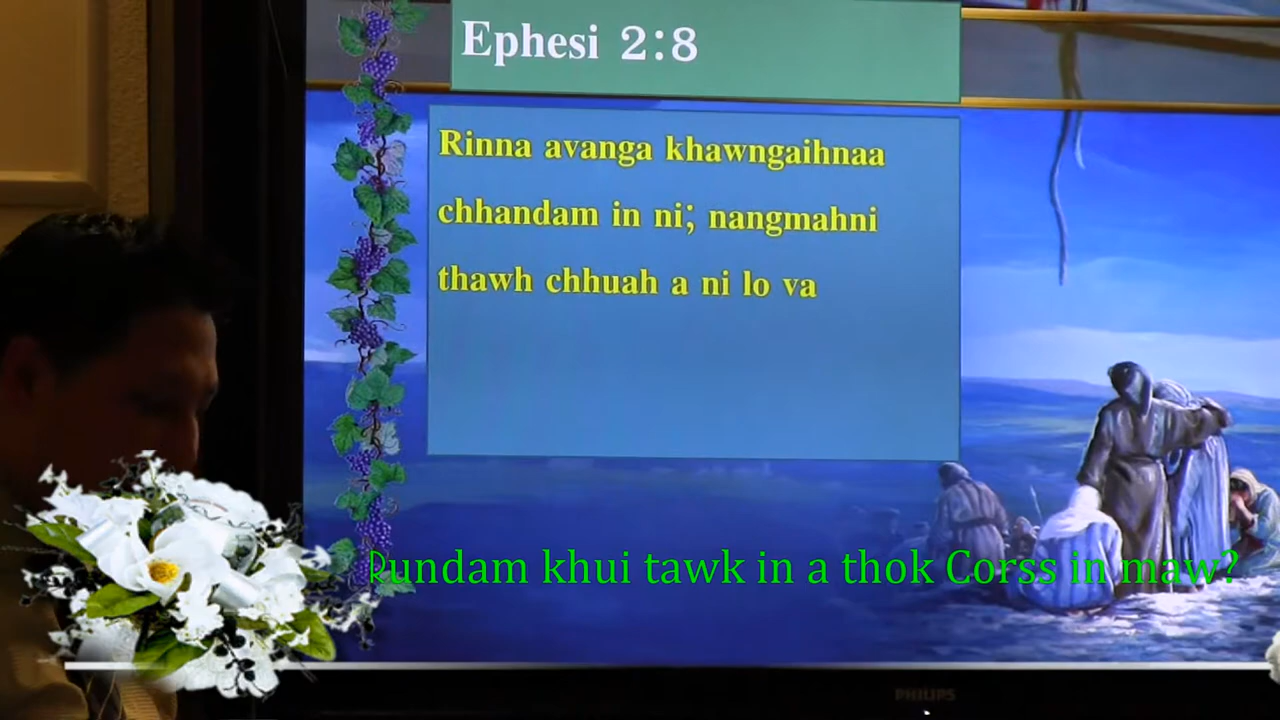 Ephesi 2:8
Rinna avanga khawngaihnaa
chhandam in ni; nangmahni
thawh chhuah a ni lo va
Rundam khui tawk in a thok Corss in maw?
PHILIPS